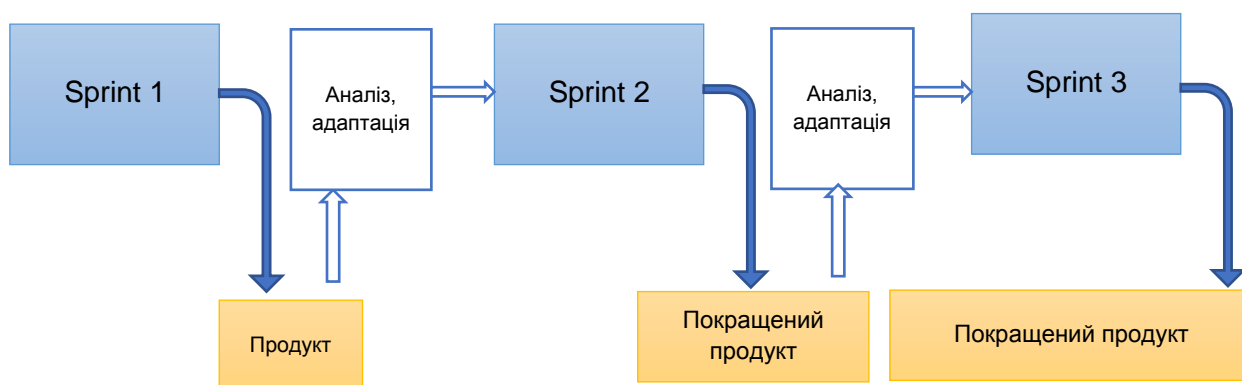 Sprint 1
Аналіз,
адаптація
Sprint 2
Аналіз,
адаптація
Sprint 3
Продукт
Покращений
продукт
Покращений продукт